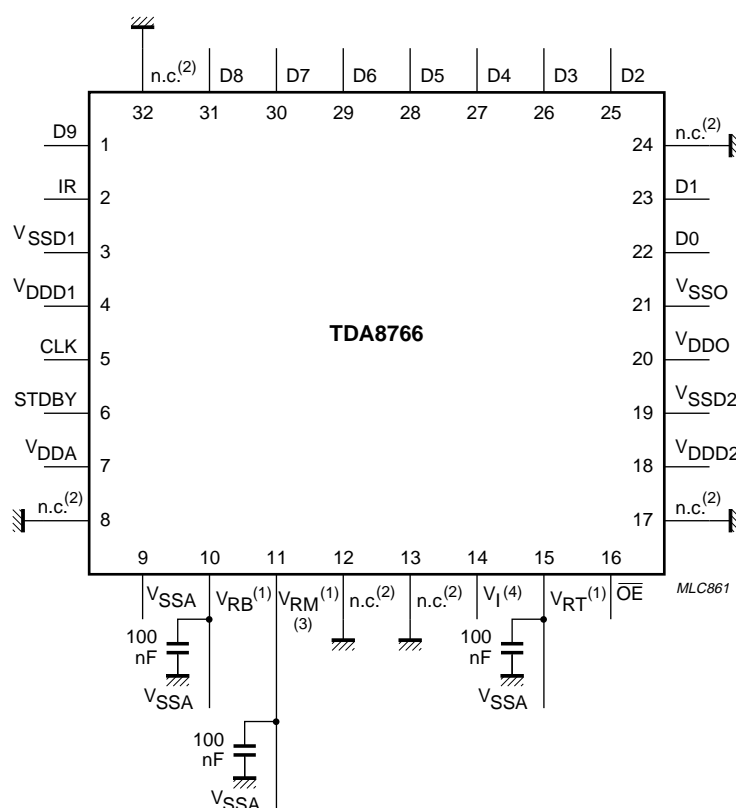 n.c.(2) D8 D7 D6 D5 D4 D3 D2
32 31 30 29 28 27 26 25
D9 1 24 n.c.(2)
IR 2 23 D1
VSSD1 3 22 D0
VDDD1 4 21 VSSO
TDA8766
CLK 5 20 VDDO
STDBY 6 19 VSSD2
VDDA 7 18 VDDD2
n.c.(2) 8 17 n.c.(2)
9 10 11 12 13 14 15 16
VSSA VRB(1) VRM(1) n.c.(2) n.c.(2) VI(4) VRT(1) OE MLC861
(3)
100 100
nF nF
VSSA VSSA
100
nF
VSSA